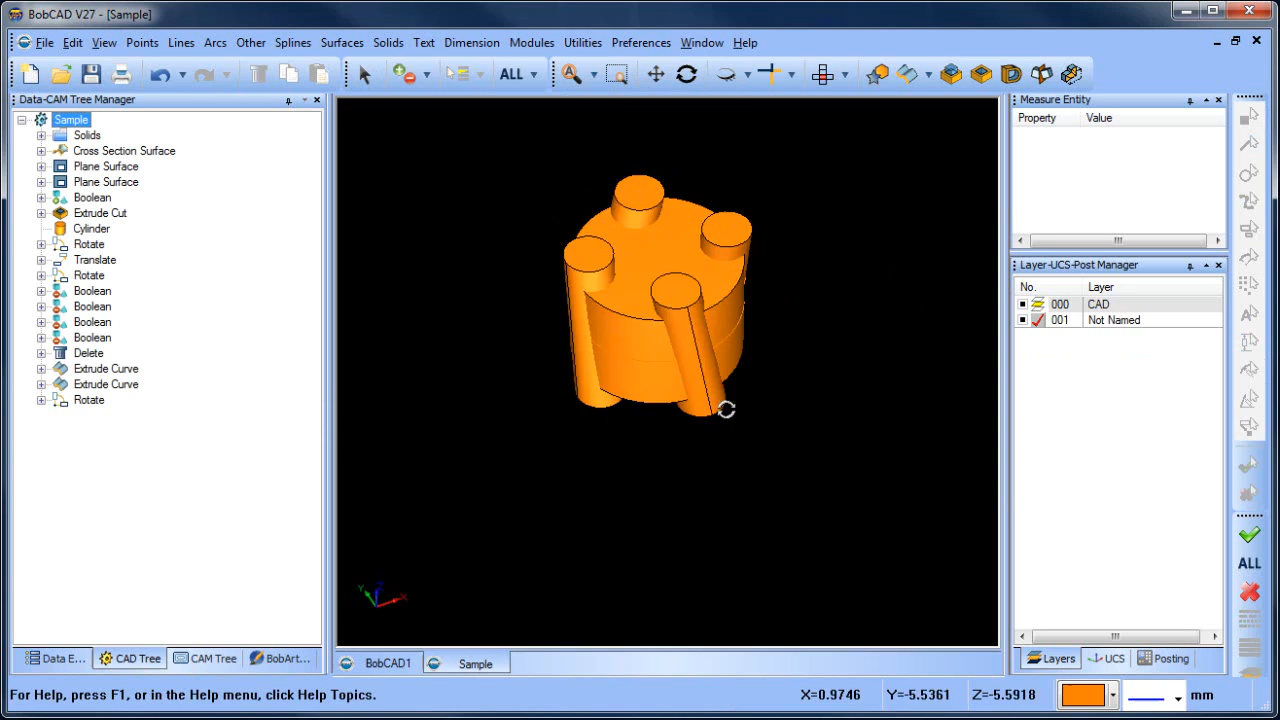 BobCAD V27 - [Sample]
File Edit View Points Lines Arcs Other Splines Surfaces Solids Text Dimension Modules Utilities Preferences Window Help
ALL
Data-CAM Tree Manager
Sample
Solids
Cross Section Surface
Plane Surface
Plane Surface
Boolean
Extrude Cut
Cylinder
Rotate
Translate
Rotate
Boolean
Boolean
Boolean
Boolean
Delete
Extrude Curve
Extrude Curve
Rotate
Data E... CAD Tree CAM Tree BobArt...
Y Z X
BobCAD1 Sample
Measure Entity
Property Value
Layer-UCS-Post Manager
No. Layer
000 CAD
001 Not Named
Layers UCS Posting
ALL
For Help, press F1, or in the Help menu, click Help Topics.
X=0.9746 Y=-5.5361 Z=-5.5918 mm